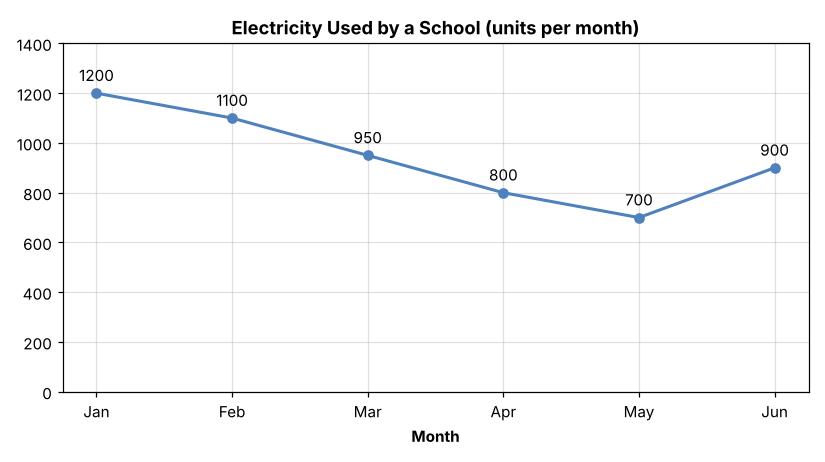 Electricity Used by a School (units per month)
1400
1200
1000
800
600
400
200
0
1200
1100
950
800
700
900
Jan
Feb
Mar
Apr
May
Jun
Month